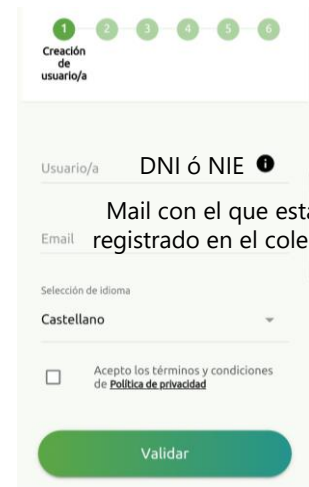 1 2 3 4 5 6
Creación
de
usuario/a
Usuario/a DNI ó NIE i
Mail con el que está
Email registrado en el cole
Selección de idioma
Castellano
Acepto los términos y condiciones
de Política de privacidad
Validar